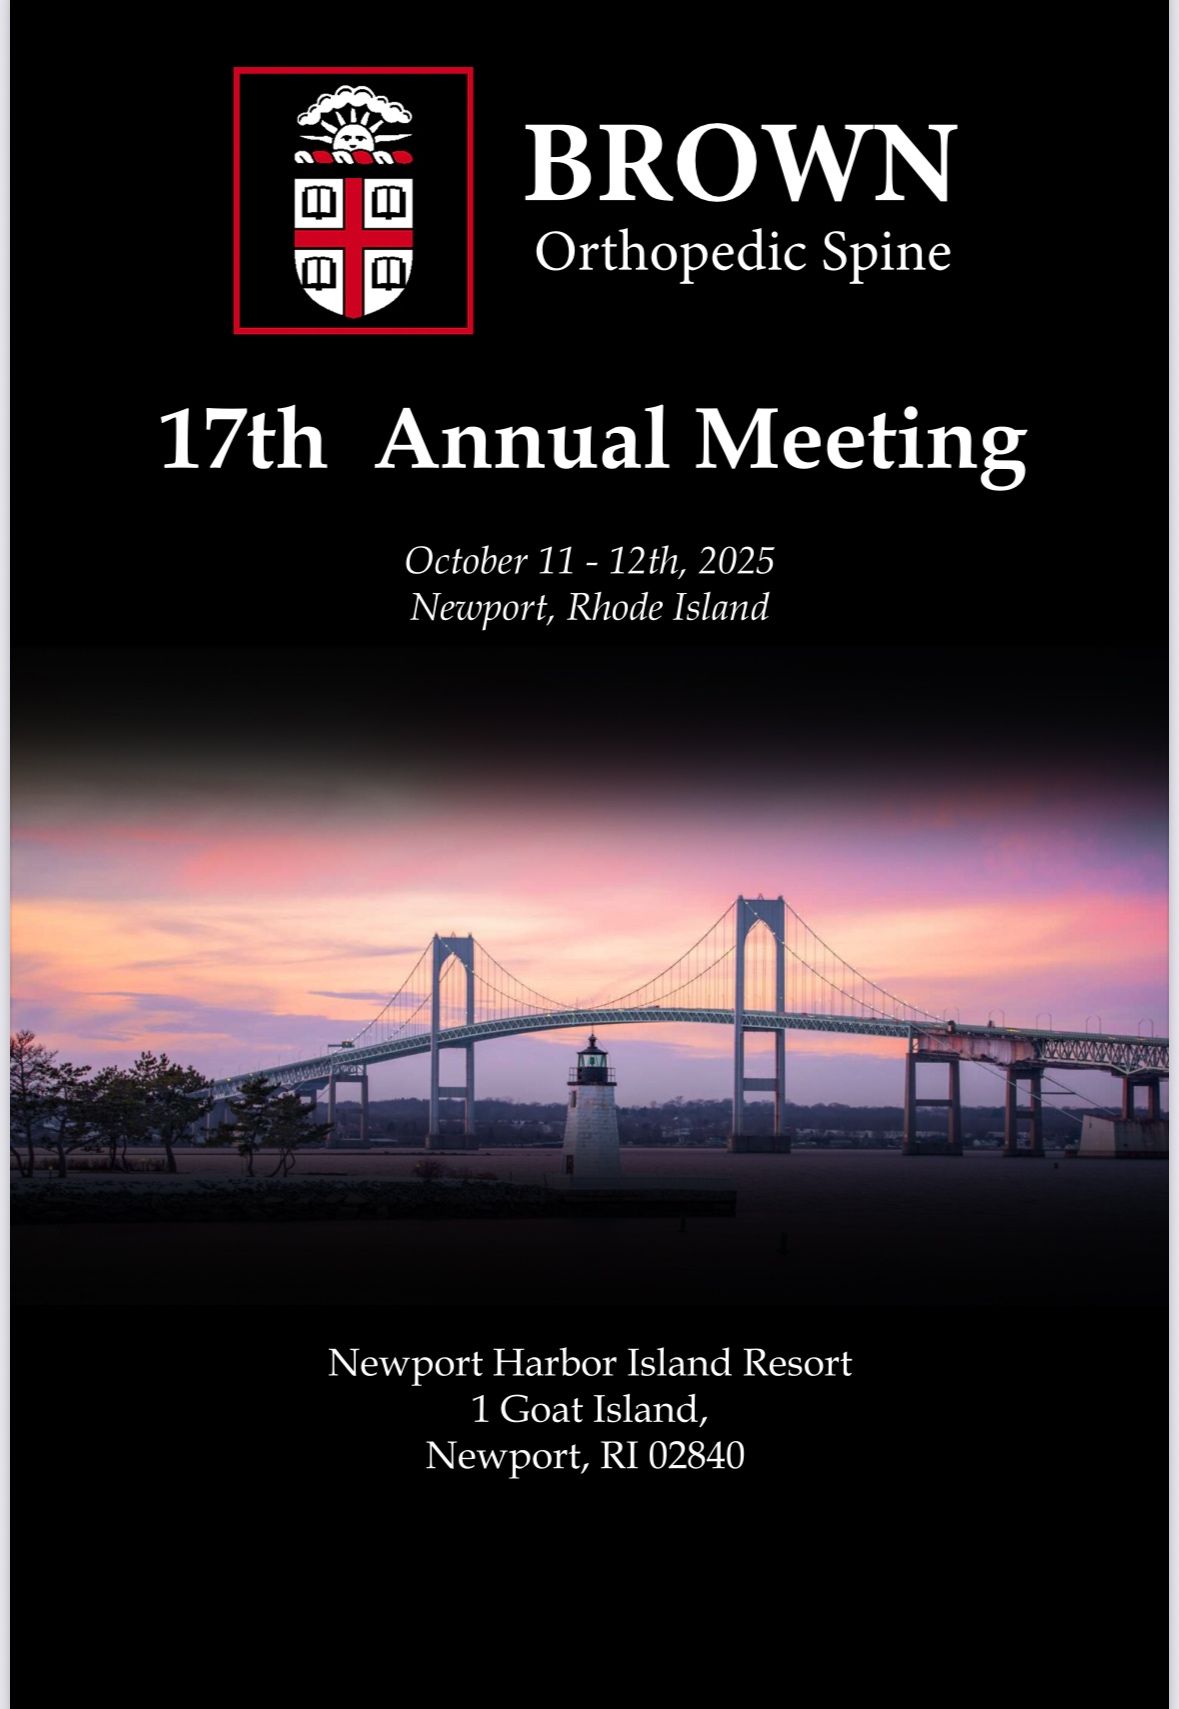 BROWN
Orthopedic Spine
17th  Annual Meeting
October 11 - 12th, 2025
Newport, Rhode Island
Newport Harbor Island Resort
1 Goat Island,
Newport, RI 02840